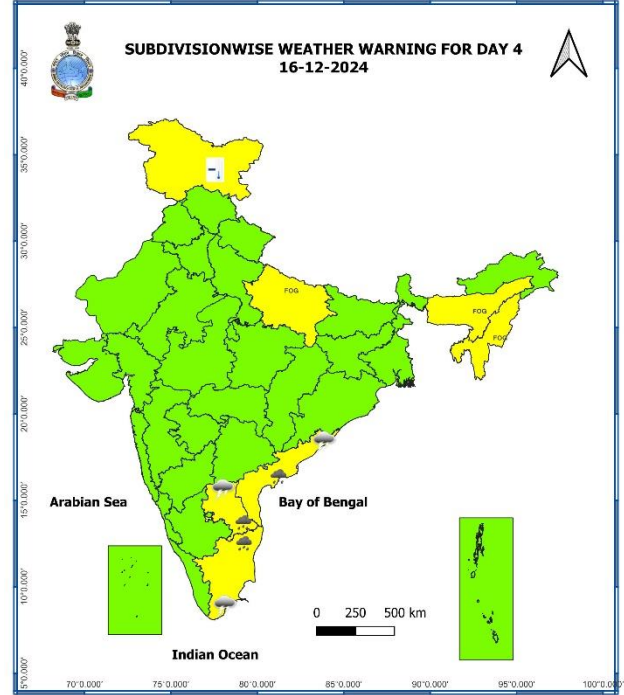 SUBDIVISIONWISE WEATHER WARNING FOR DAY 4
16-12-2024
40°0.000'
35°0.000'
30°0.000'
25°0.000'
20°0.000'
15°0.000'
10°0.000'
5°0.000'
FOG
FOG
FOG
Arabian Sea
Bay of Bengal
0 250 500 km
Indian Ocean
70°0.000' 75°0.000' 80°0.000' 85°0.000' 90°0.000' 95°0.000' 100°0.000'